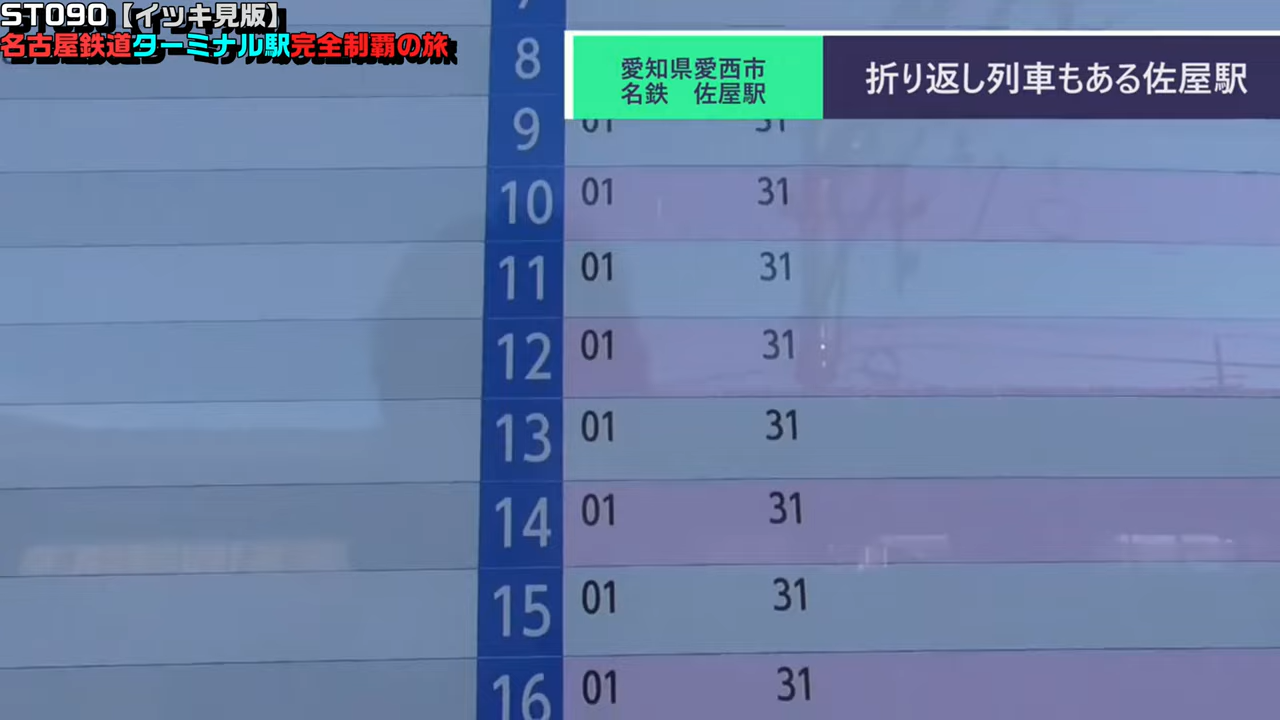 ST090【イッキ見版】
名古屋鉄道ターミナル駅完全制覇の旅
愛知県愛西市
名鉄 佐屋駅
折り返し列車もある佐屋駅
7
8
9 01 31
10 01 31
11 01 31
12 01 31
13 01 31
14 01 31
15 01 31
16 01 31